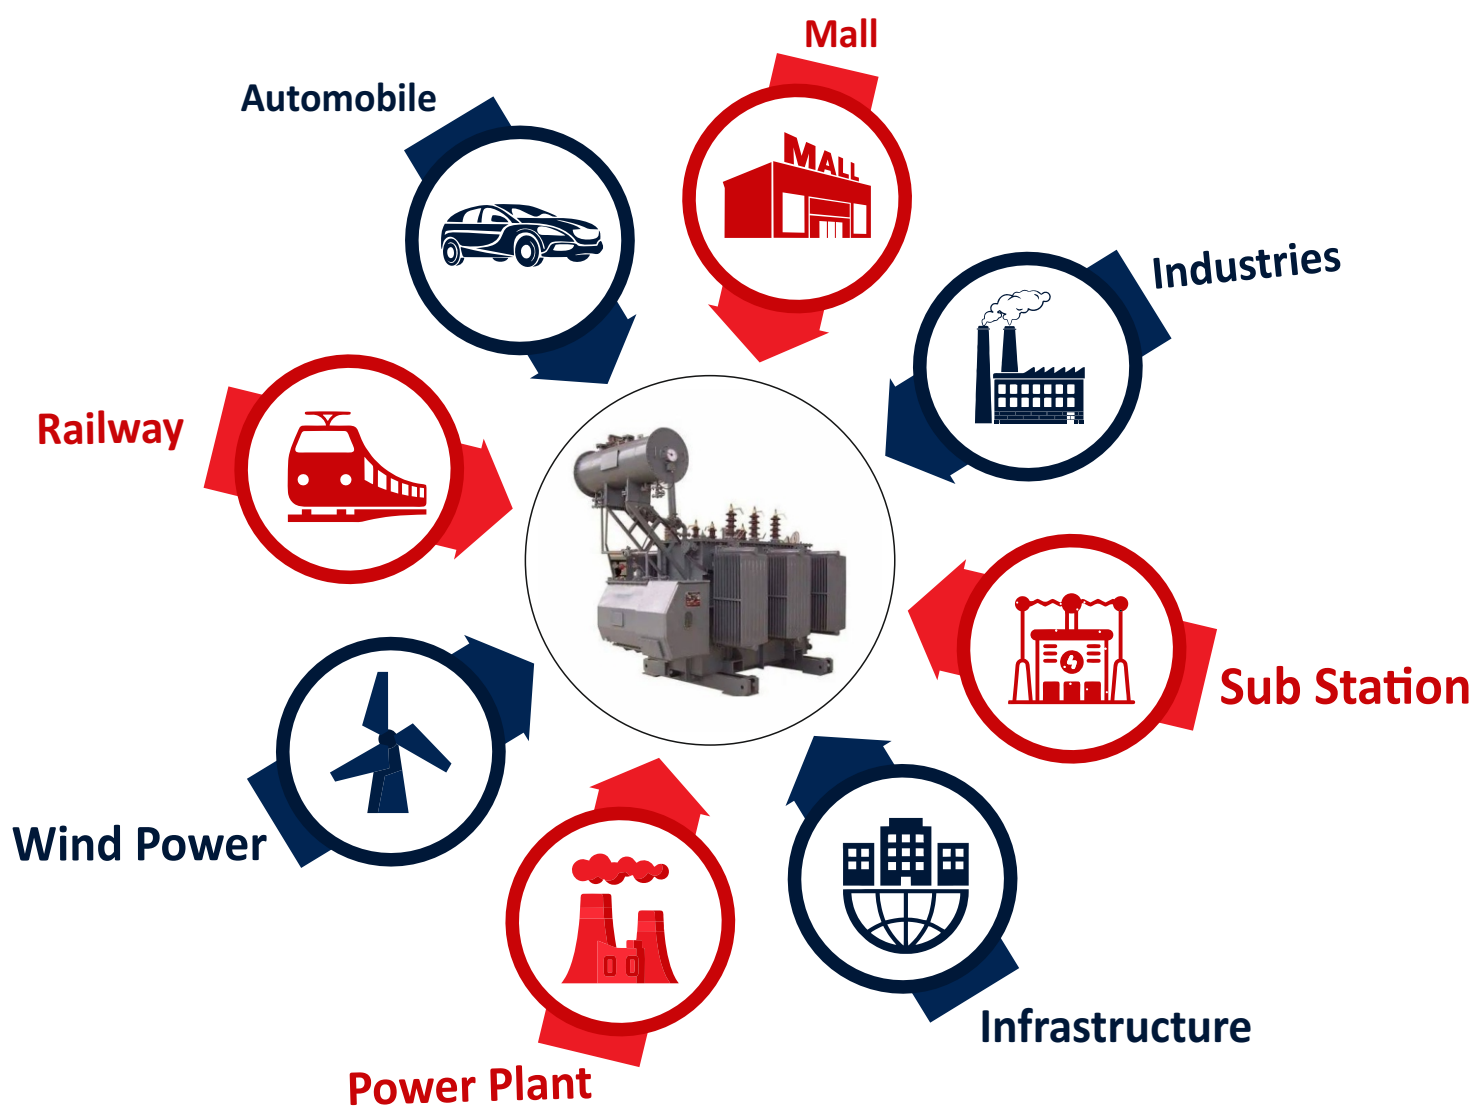 Mall
Automobile
MALL
Industries
Railway
Sub Station
Wind Power
Infrastructure
Power Plant